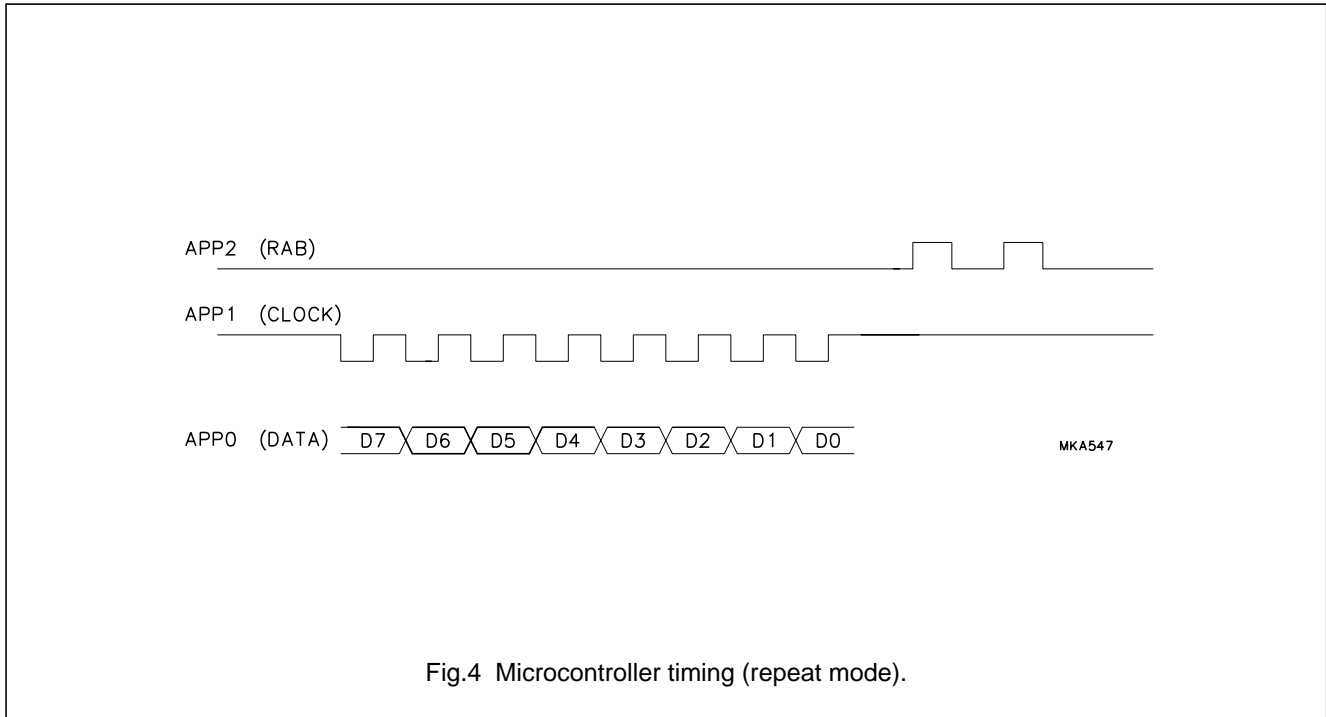 APP2 (RAB)
APP1 (CLOCK)
APP0 (DATA) D7 D6 D5 D4 D3 D2 D1 D0
MKA547
Fig.4 Microcontroller timing (repeat mode).